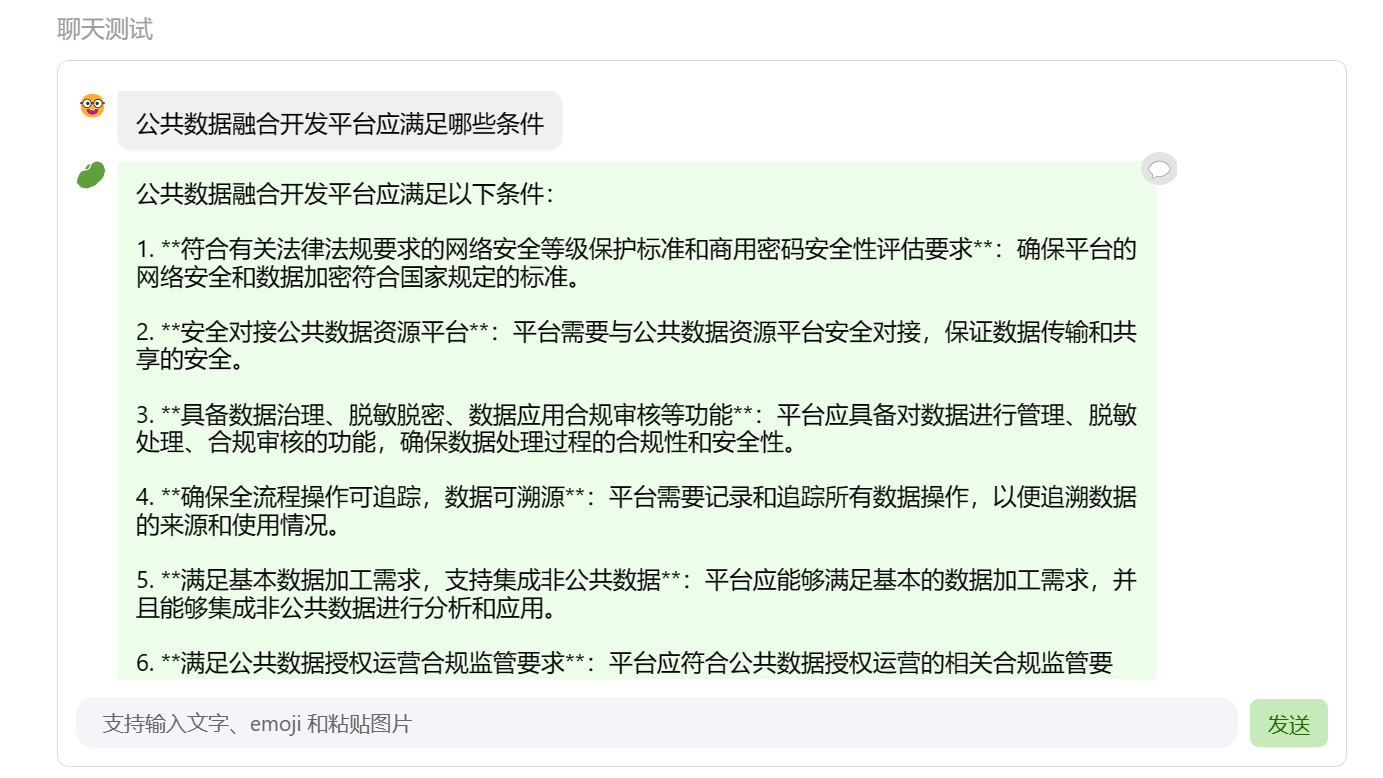 聊天测试
公共数据融合开发平台应满足哪些条件
公共数据融合开发平台应满足以下条件：
1. **符合有关法律法规要求的网络安全等级保护标准和商用密码安全性评估要求**：确保平台的
网络安全和数据加密符合国家规定的标准。
2. **安全对接公共数据资源平台**：平台需要与公共数据资源平台安全对接，保证数据传输和共
享的安全。
3. **具备数据治理、脱敏脱密、数据应用合规审核等功能**：平台应具备对数据进行管理、脱敏
处理、合规审核的功能，确保数据处理过程的合规性和安全性。
4. **确保全流程操作可追踪，数据可溯源**：平台需要记录和追踪所有数据操作，以便追溯数据
的来源和使用情况。
5. **满足基本数据加工需求，支持集成非公共数据**：平台应能够满足基本的数据加工需求，并
且能够集成非公共数据进行分析和应用。
6. **满足公共数据授权运营合规监管要求**：平台应符合公共数据授权运营的相关合规监管要
支持输入文字、emoji 和粘贴图片
发送